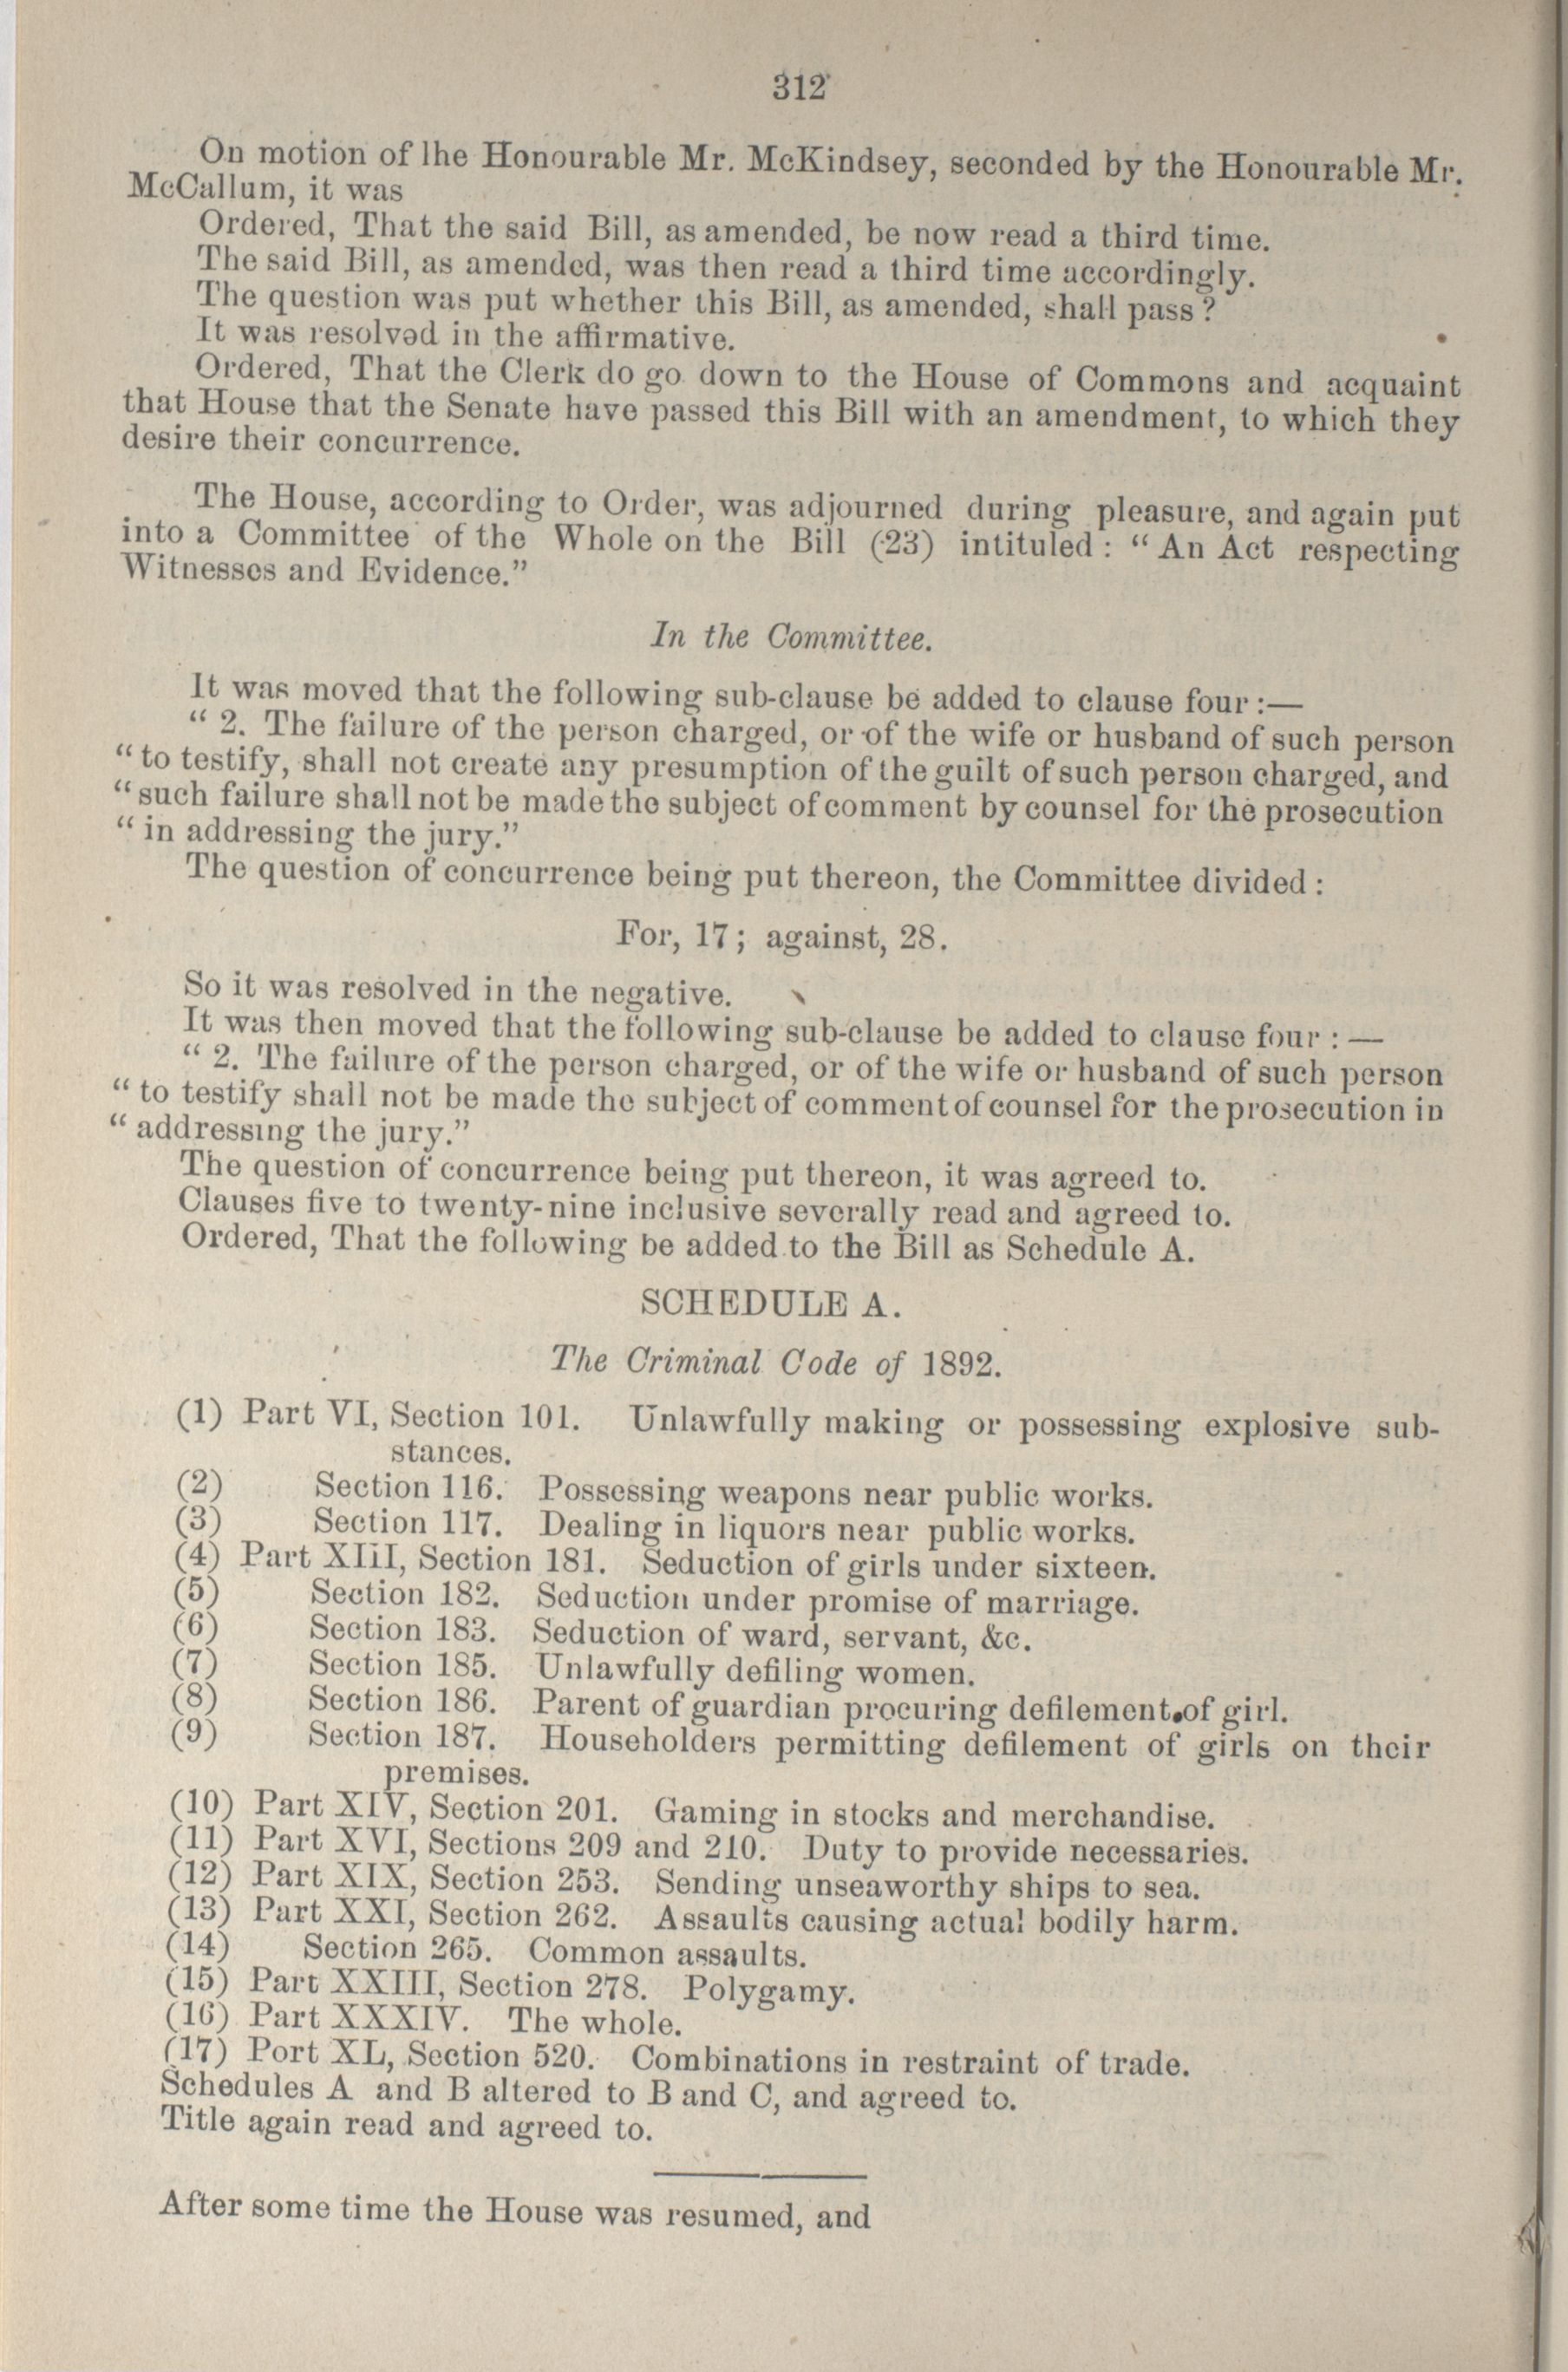 312
On motion of lhe Honourable Mr. McKindsey, seconded by the Honourable Mr.
McCallum, it was
Ordered, That the said Bill, as amended, be now read a third time.
The said Bill, as amended, was then read a third time accordingly.
The question was put whether this Bill, as amended, shall pass?
It was resolved in the affirmative.
Ordered, That the Clerk do go down to the House of Commons and acquaint
that House that the Senate have passed this Bill with an amendment, to which they
desire their concurrence.
The House, according to Order, was adjourned during pleasure, and again put
into a Committee of the Whole on the Bill (23) intituled: "An Act respecting
Witnesses and Evidence."
In the Committee.
It was moved that the following sub-clause be added to clause four:—
"2. The failure of the person charged, or of the wife or husband of such person
"to testify, shall not create any presumption of the guilt of such person charged, and
"such failure shall not be made the subject of comment by counsel for the prosecution
"in addressing the jury."
The question of concurrence being put thereon, the Committee divided:
For, 17; against, 28.
So it was resolved in the negative.
It was then moved that the following sub-clause be added to clause four:—
"2. The failure of the person charged, or of the wife or husband of such person
"to testify shall not be made the subject of comment of counsel for the prosecution in
"addressing the jury."
The question of concurrence being put thereon, it was agreed to.
Clauses five to twenty-nine inclusive severally read and agreed to.
Ordered, That the following be added to the Bill as Schedule A.
SCHEDULE A.
The Criminal Code of 1892.
(1) Part VI, Section 101. Unlawfully making or possessing explosive sub-
stances.
(2) Section 116. Possessing weapons near public works.
(3) Section 117. Dealing in liquors near public works.
(4) Part XIII, Section 181. Seduction of girls under sixteen.
(5) Section 182. Seduction under promise of marriage.
(6) Section 183. Seduction of ward, servant, &c.
(7) Section 185. Unlawfully defiling women.
(8) Section 186. Parent of guardian procuring defilement of girl.
(9) Section 187. Householders permitting defilement of girls on their
premises.
(10) Part XIV, Section 201. Gaming in stocks and merchandise.
(11) Part XVI, Sections 209 and 210. Duty to provide necessaries.
(12) Part XIX, Section 253. Sending unseaworthy ships to sea.
(13) Part XXI, Section 262. Assaults causing actual bodily harm.
(14) Section 265. Common assaults.
(15) Part XXIII, Section 278. Polygamy.
(16) Part XXXIV. The whole.
(17) Port XL, Section 520. Combinations in restraint of trade.
Schedules A and B altered to B and C, and agreed to.
Title again read and agreed to.
After some time the House was resumed, and